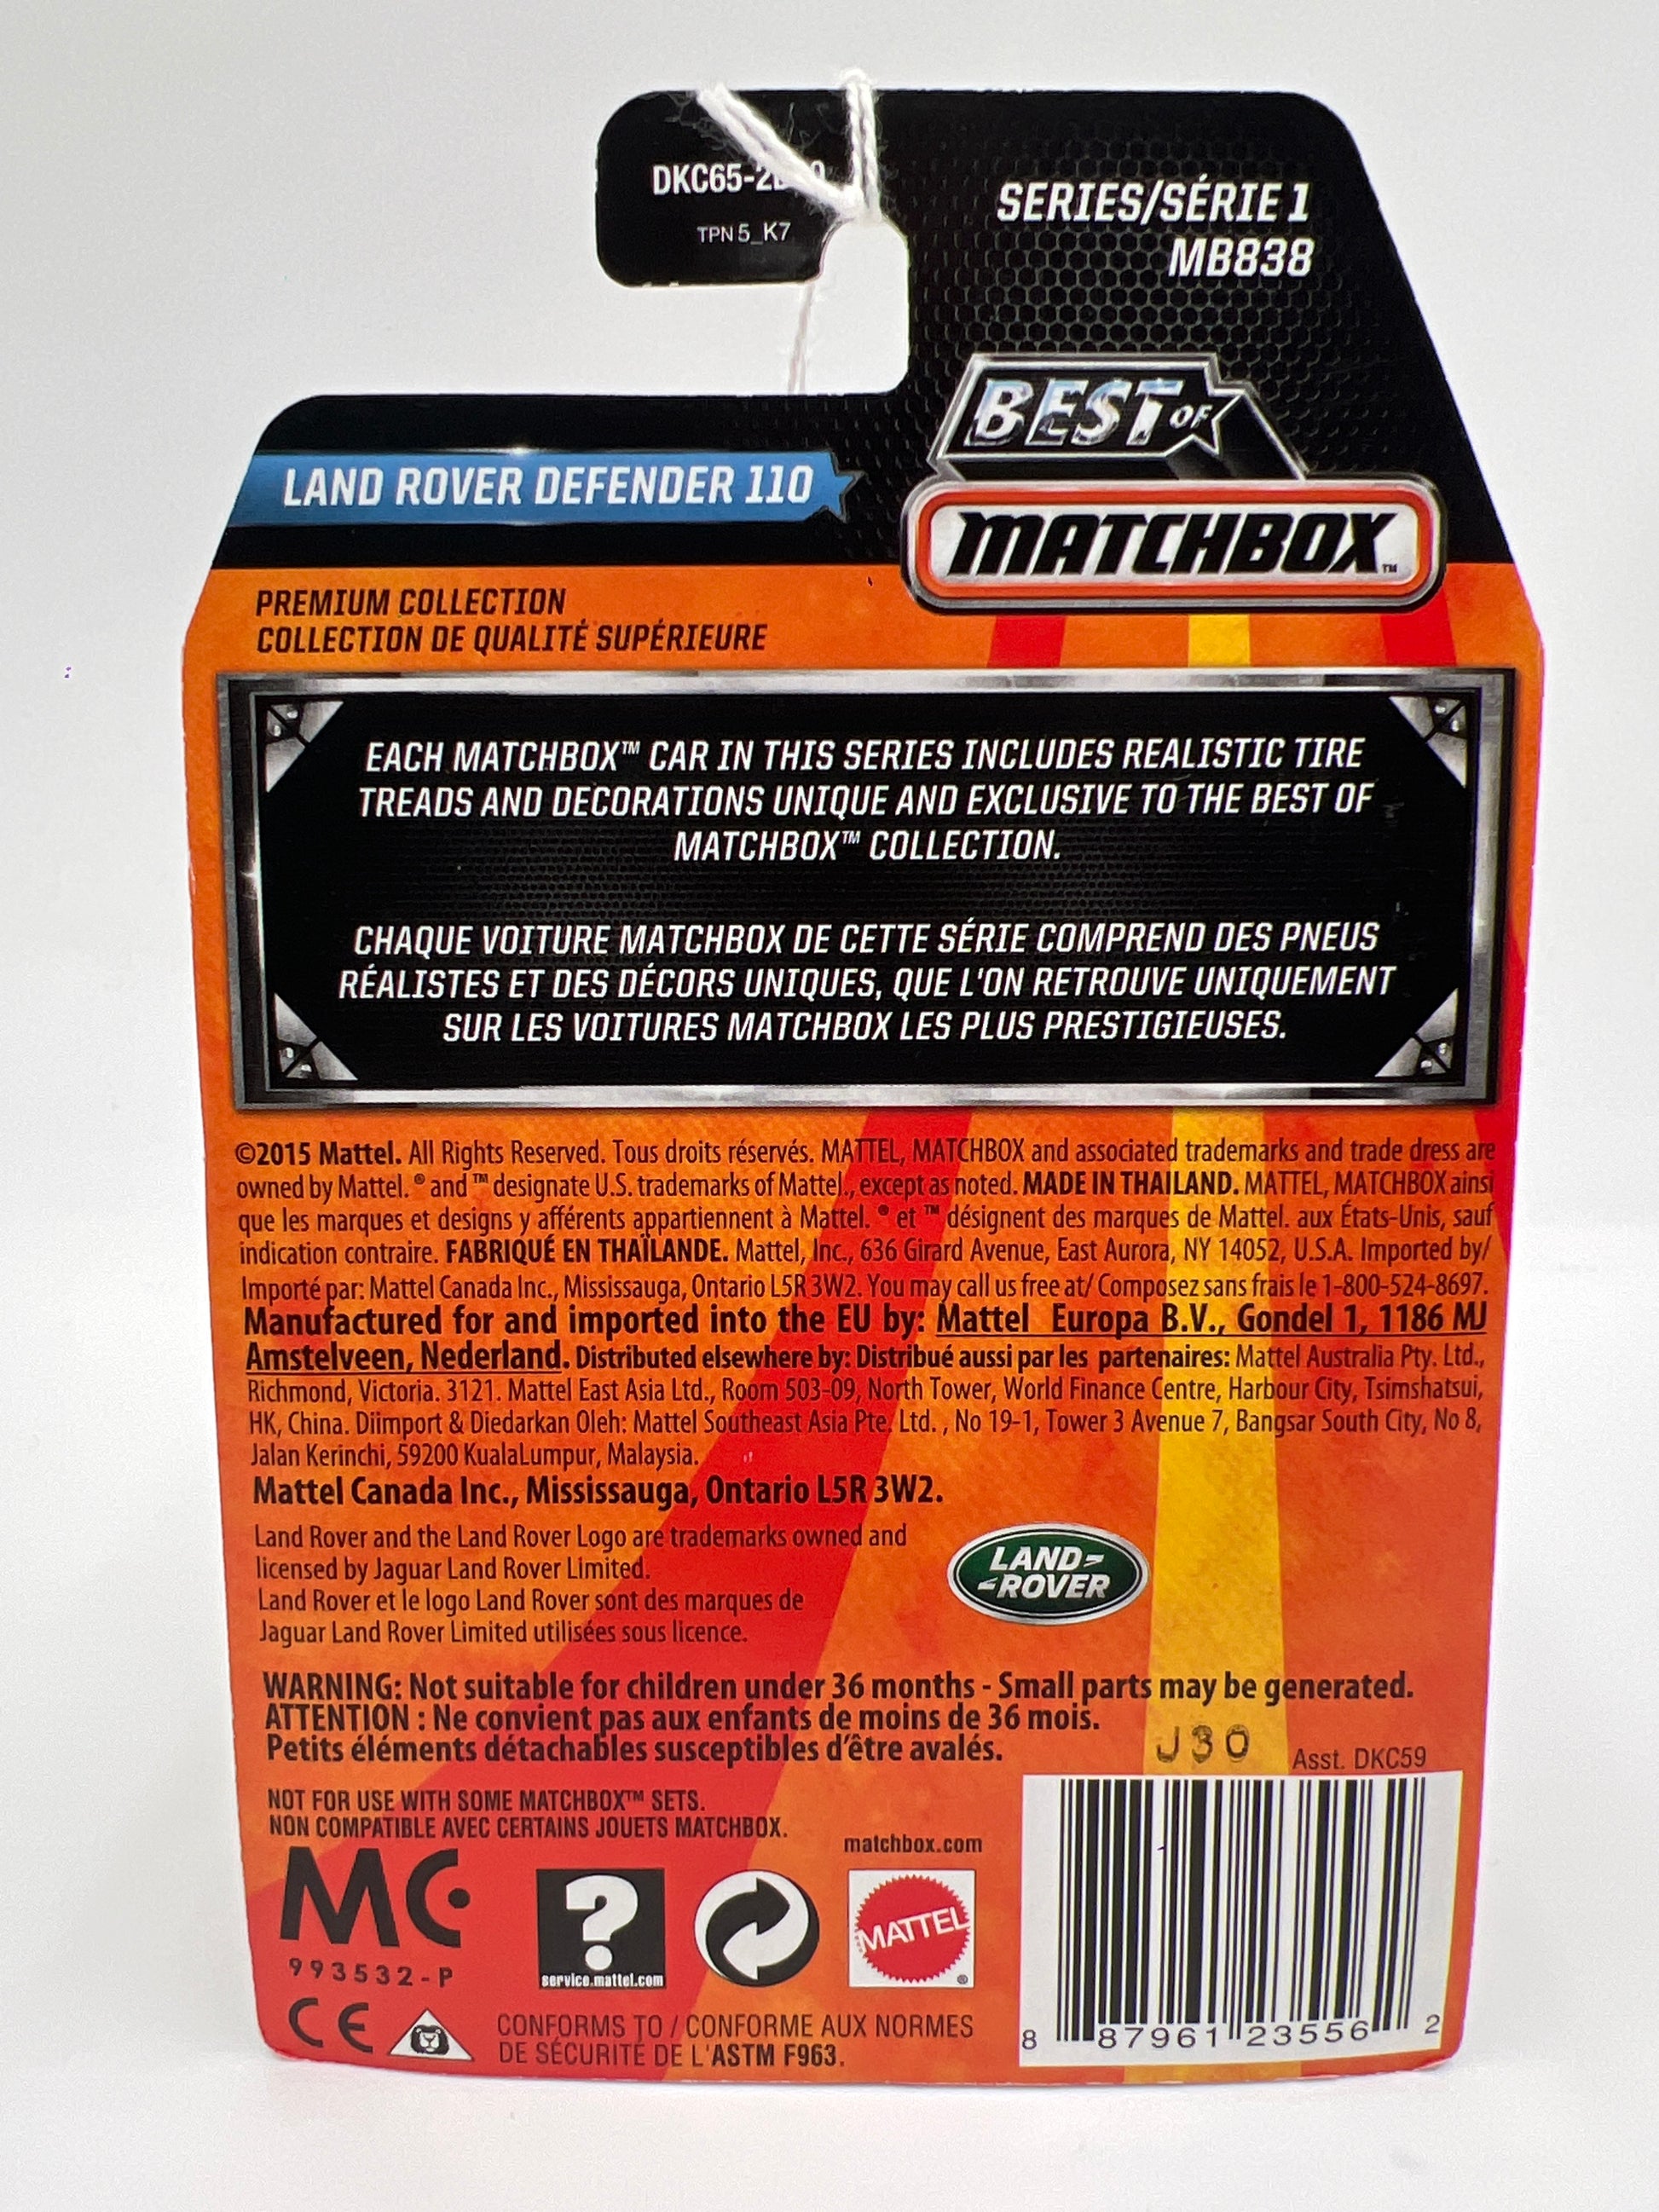 DKC65-2
TPN 5_K7
SERIES/SÉRIE 1
MB838
BEST OF
MATCHBOX™
LAND ROVER DEFENDER 110
PREMIUM COLLECTION
COLLECTION DE QUALITÉ SUPÉRIEURE
EACH MATCHBOX™ CAR IN THIS SERIES INCLUDES REALISTIC TIRE
TREADS AND DECORATIONS UNIQUE AND EXCLUSIVE TO THE BEST OF
MATCHBOX™ COLLECTION.
CHAQUE VOITURE MATCHBOX DE CETTE SÉRIE COMPREND DES PNEUS
RÉALISTES ET DES DÉCORS UNIQUES, QUE L'ON RETROUVE UNIQUEMENT
SUR LES VOITURES MATCHBOX LES PLUS PRESTIGIEUSES.
©2015 Mattel. All Rights Reserved. Tous droits réservés. MATTEL, MATCHBOX and associated trademarks and trade dress are
owned by Mattel. ® and ™ designate U.S. trademarks of Mattel., except as noted. MADE IN THAILAND. MATTEL, MATCHBOX ainsi
que les marques et designs y afférents appartiennent à Mattel. ® et ™ désignent des marques de Mattel. aux États-Unis, sauf
indication contraire. FABRIQUÉ EN THAÏLANDE. Mattel, Inc., 636 Girard Avenue, East Aurora, NY 14052, U.S.A. Imported by/
Importé par: Mattel Canada Inc., Mississauga, Ontario L5R 3W2. You may call us free at/ Composez sans frais le 1-800-524-8697.
Manufactured for and imported into the EU by: Mattel Europa B.V., Gondel 1, 1186 MJ
Amstelveen, Nederland. Distributed elsewhere by: Distribué aussi par les partenaires: Mattel Australia Pty. Ltd.,
Richmond, Victoria. 3121. Mattel East Asia Ltd., Room 503-09, North Tower, World Finance Centre, Harbour City, Tsimshatsui,
HK, China. Diimport & Diedarkan Oleh: Mattel Southeast Asia Pte. Ltd. , No 19-1, Tower 3 Avenue 7, Bangsar South City, No 8,
Jalan Kerinchi, 59200 KualaLumpur, Malaysia.
Mattel Canada Inc., Mississauga, Ontario L5R 3W2.
Land Rover and the Land Rover Logo are trademarks owned and
licensed by Jaguar Land Rover Limited.
Land Rover et le logo Land Rover sont des marques de
Jaguar Land Rover Limited utilisées sous licence.
LAND-
-ROVER
WARNING: Not suitable for children under 36 months - Small parts may be generated.
ATTENTION : Ne convient pas aux enfants de moins de 36 mois.
Petits éléments détachables susceptibles d'être avalés.
J30
Asst. DKC59
NOT FOR USE WITH SOME MATCHBOX™ SETS.
NON COMPATIBLE AVEC CERTAINS JOUETS MATCHBOX.
matchbox.com
MC
993532-P
?
service.mattel.com
MATTEL
®
CE
CONFORMS TO / CONFORME AUX NORMES
DE SÉCURITÉ DE L'ASTM F963.
8 87961 23556 2